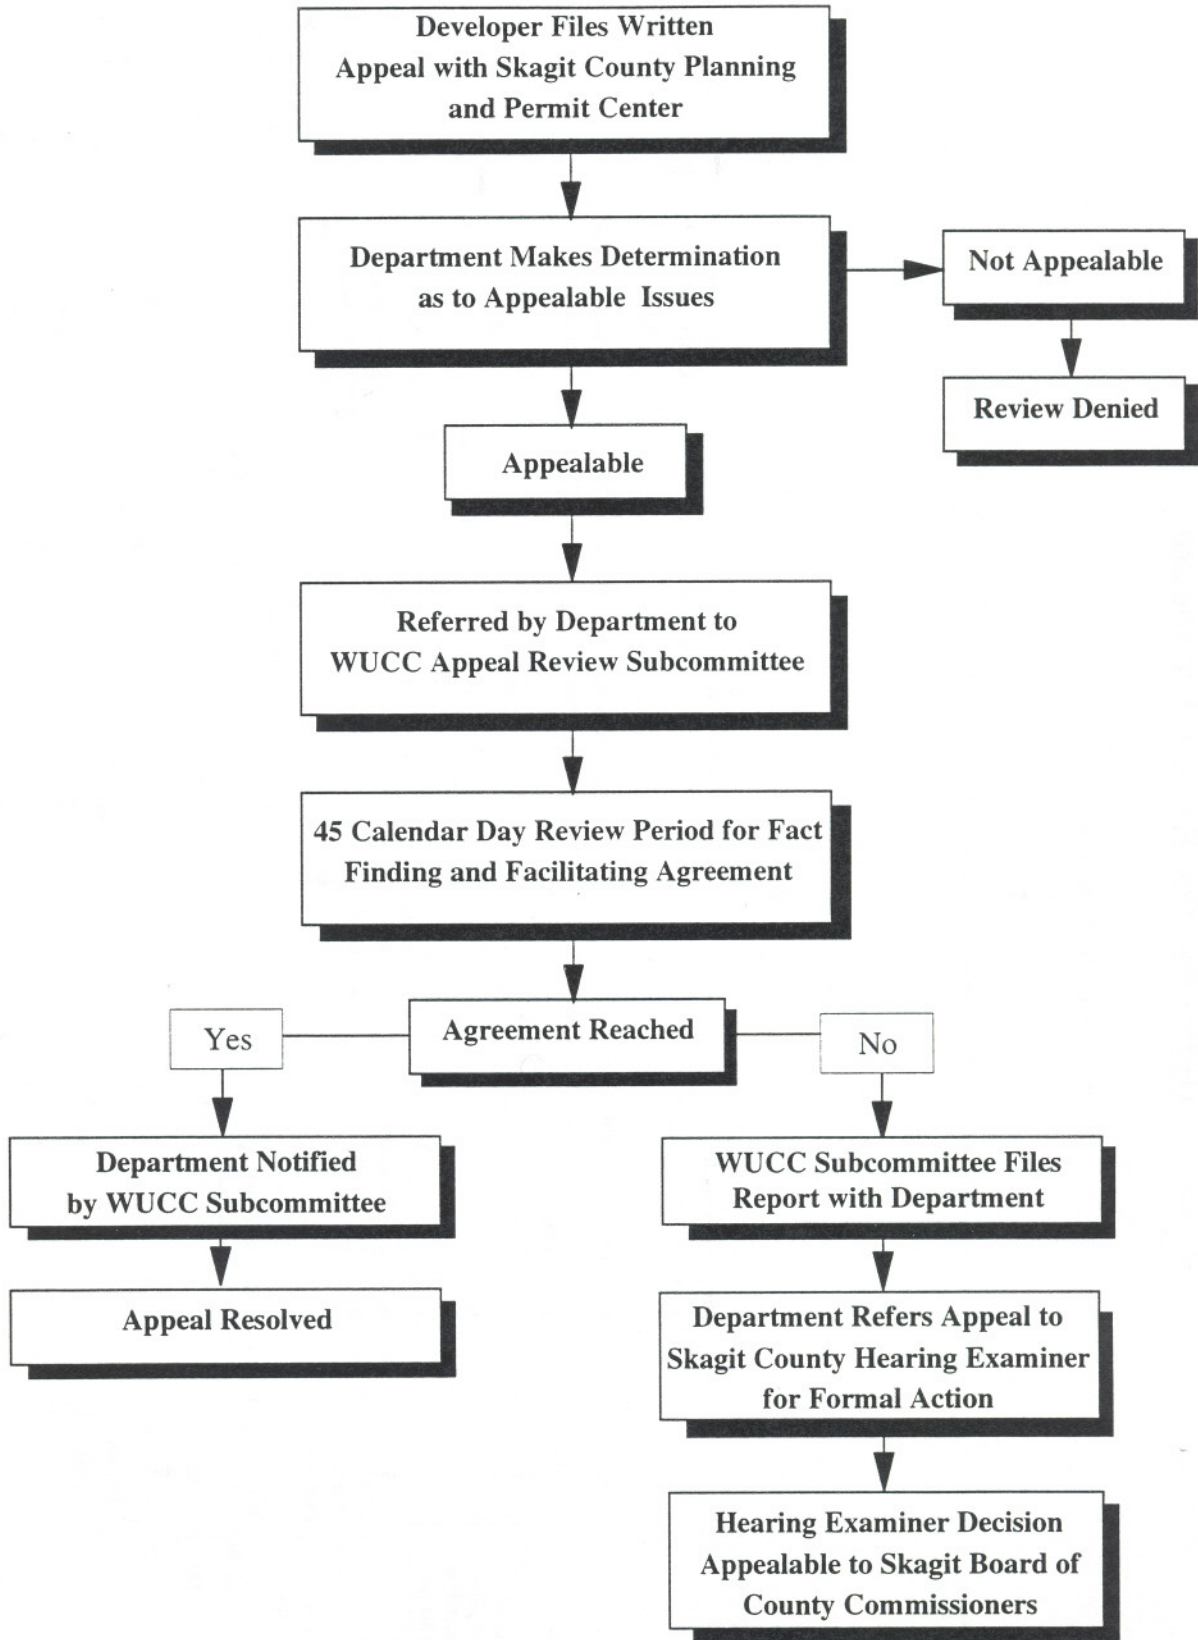 Developer Files Written
Appeal with Skagit County Planning
and Permit Center
Department Makes Determination
as to Appealable Issues
Not Appealable
Review Denied
Appealable
Referred by Department to
WUCC Appeal Review Subcommittee
45 Calendar Day Review Period for Fact
Finding and Facilitating Agreement
Agreement Reached
Yes
No
Department Notified
by WUCC Subcommittee
Appeal Resolved
WUCC Subcommittee Files
Report with Department
Department Refers Appeal to
Skagit County Hearing Examiner
for Formal Action
Hearing Examiner Decision
Appealable to Skagit Board of
County Commissioners